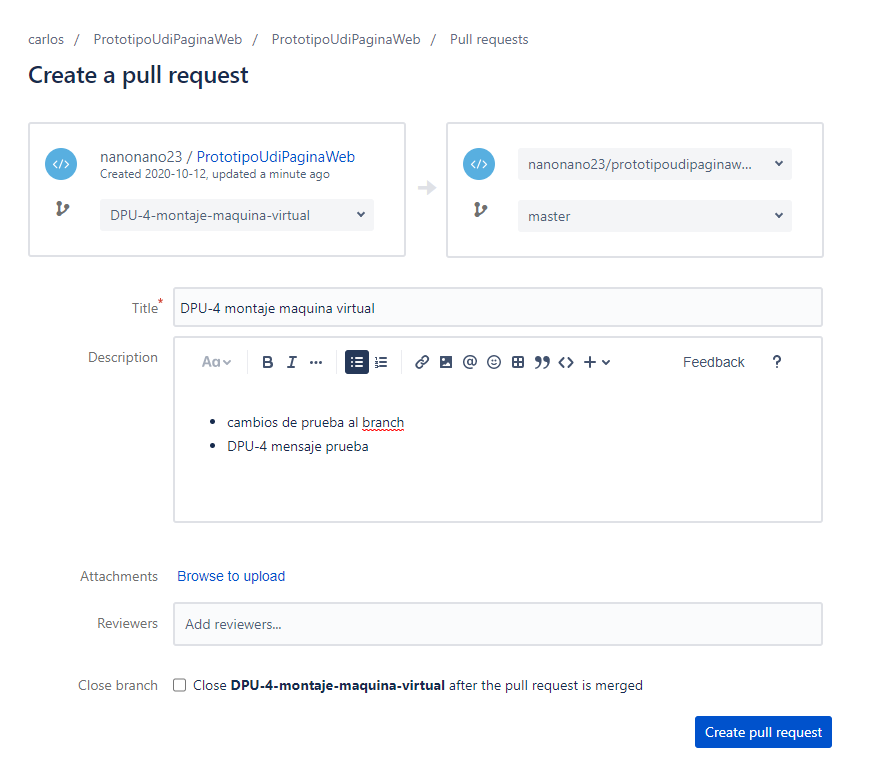 carlos / PrototipoUdiPaginaWeb / PrototipoUdiPaginaWeb / Pull requests
Create a pull request
nanonano23 / PrototipoUdiPaginaWeb
Created 2020-10-12, updated a minute ago
DPU-4-montaje-maquina-virtual
nanonano23/prototipoudipaginaw...
master
Title* DPU-4 montaje maquina virtual
Description
Aa B I ... Feedback ?
• cambios de prueba al branch
• DPU-4 mensaje prueba
Attachments Browse to upload
Reviewers Add reviewers...
Close branch Close DPU-4-montaje-maquina-virtual after the pull request is merged
Create pull request